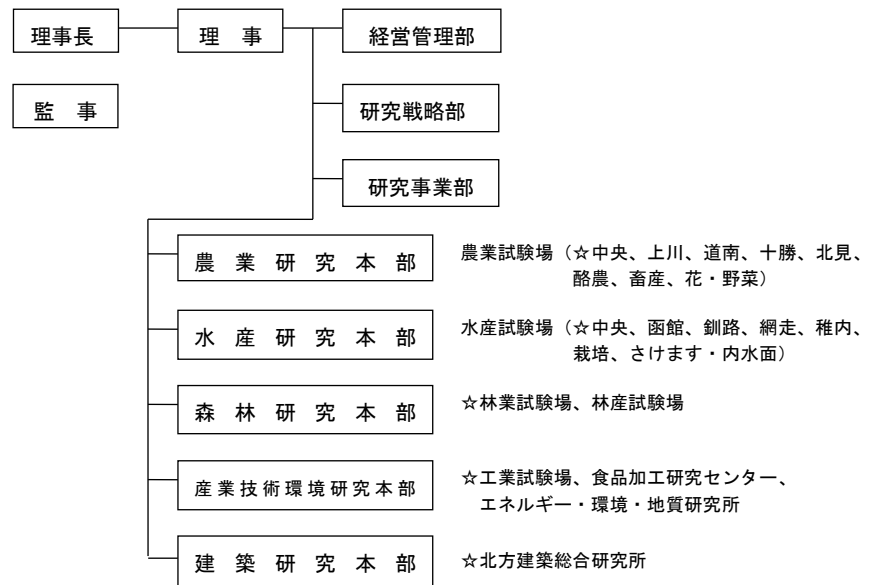 理事長
理　事
経営管理部
監　事
研究戦略部
研究事業部
農業研究本部
農業試験場（☆中央、上川、道南、十勝、北見、
酪農、畜産、花・野菜）
水産研究本部
水産試験場（☆中央、函館、釧路、網走、稚内、
栽培、さけます・内水面）
森林研究本部
☆林業試験場、林産試験場
産業技術環境研究本部
☆工業試験場、食品加工研究センター、
エネルギー・環境・地質研究所
建築研究本部
☆北方建築総合研究所